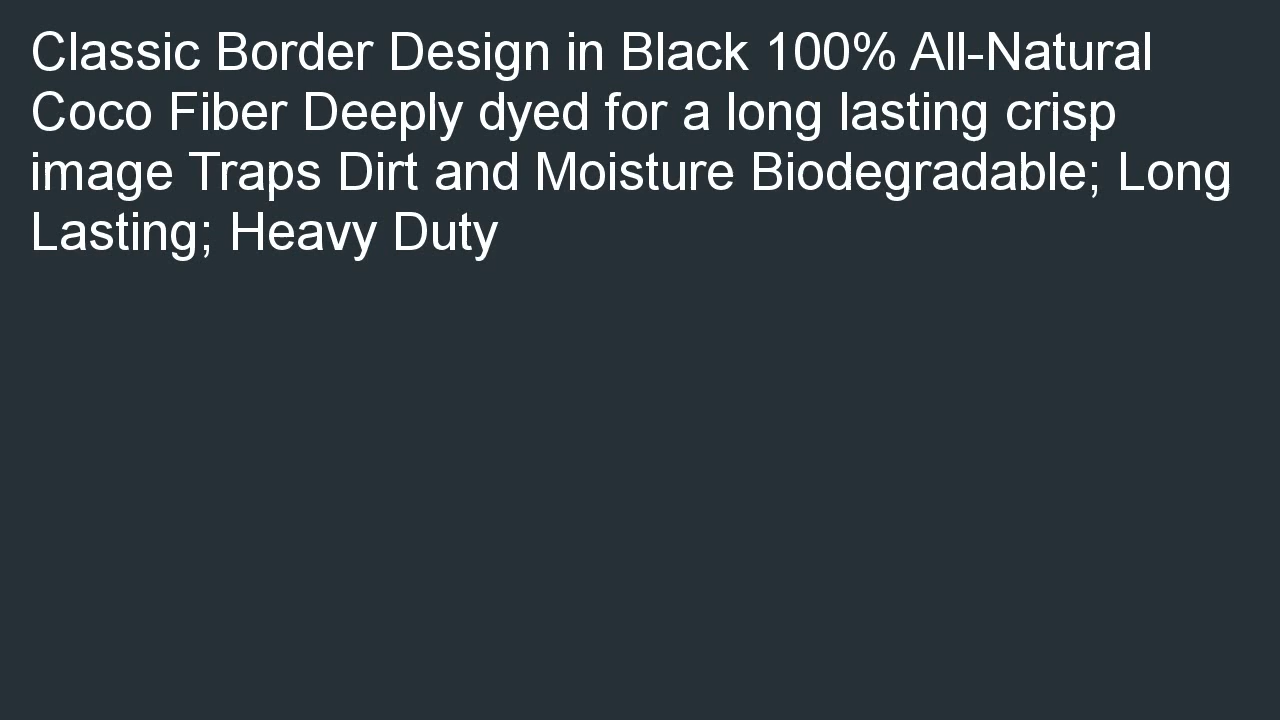 Classic Border Design in Black 100% All-Natural
Coco Fiber Deeply dyed for a long lasting crisp
image Traps Dirt and Moisture Biodegradable; Long
Lasting; Heavy Duty